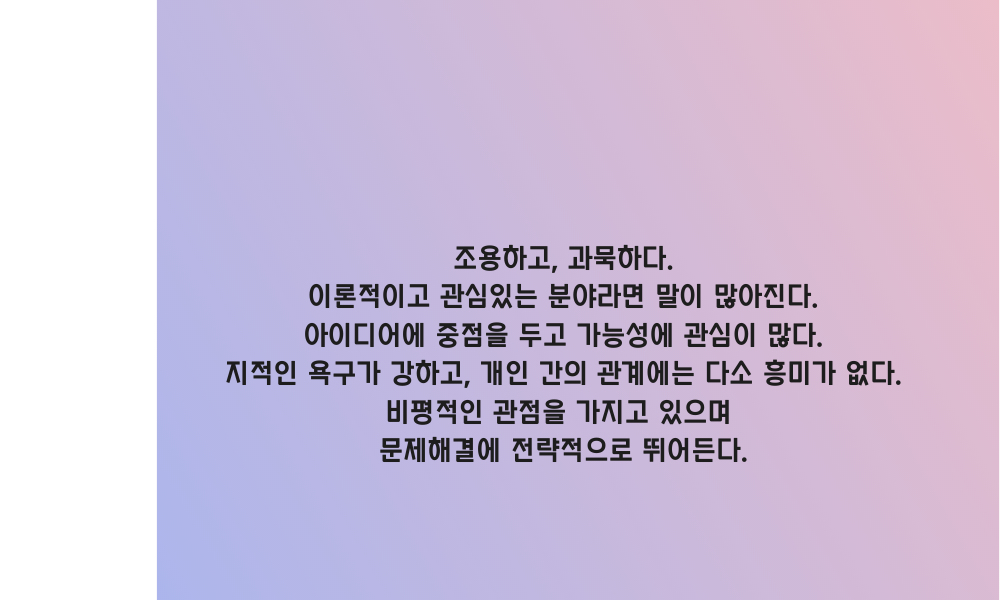 조용하고, 과묵하다.
이론적이고 관심있는 분야라면 말이 많아진다.
아이디어에 중점을 두고 가능성에 관심이 많다.
지적인 욕구가 강하고, 개인 간의 관계에는 다소 흥미가 없다.
비평적인 관점을 가지고 있으며
문제해결에 전략적으로 뛰어든다.